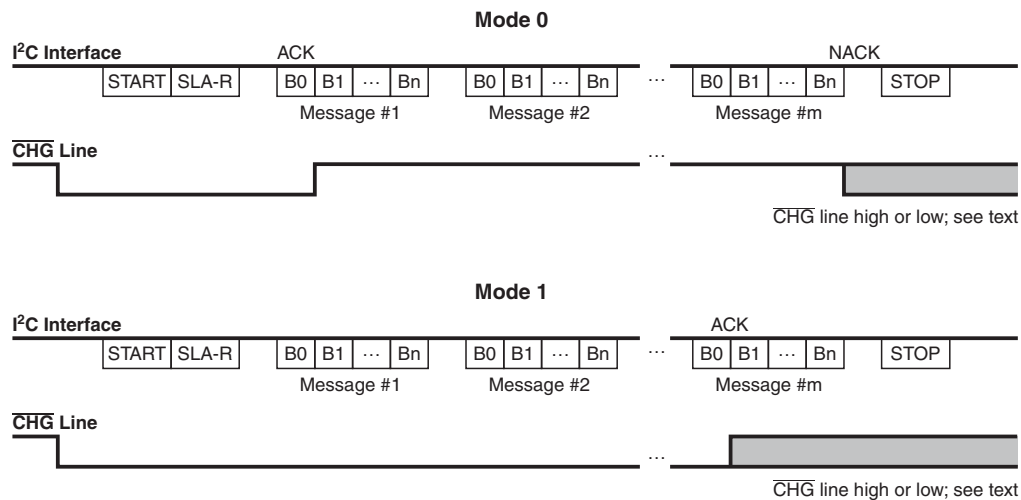 Mode 0
I²C Interface
ACK
NACK
START SLA-R B0 B1 ... Bn B0 B1 ... Bn ... B0 B1 ... Bn STOP
Message #1 Message #2 Message #m
CHG Line
...
CHG line high or low; see text
Mode 1
I²C Interface
ACK
START SLA-R B0 B1 ... Bn B0 B1 ... Bn ... B0 B1 ... Bn STOP
Message #1 Message #2 Message #m
CHG Line
...
CHG line high or low; see text